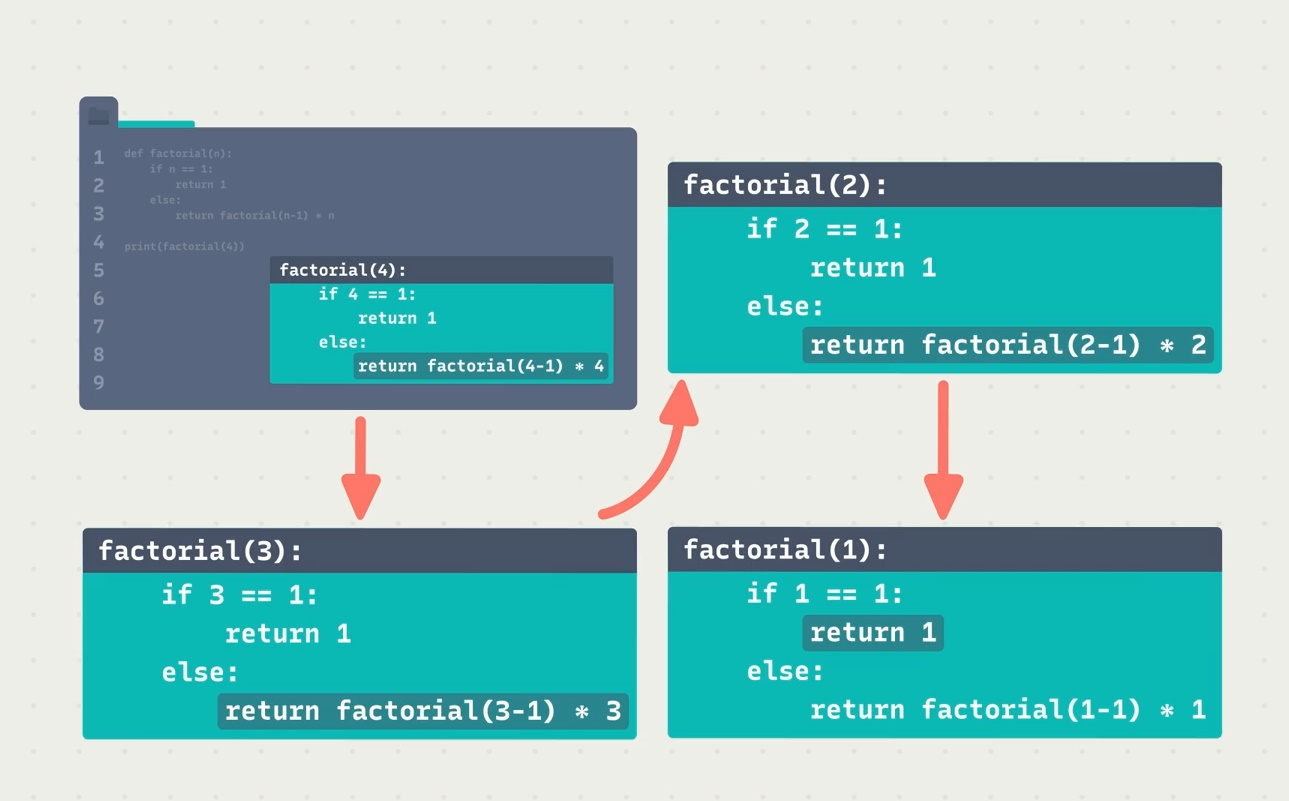 1
2
3
4
5
6
7
8
9
def factorial(n):
    if n == 1:
        return 1
    else:
        return factorial(n-1) * n
print(factorial(4))
factorial(4):
    if 4 == 1:
        return 1
    else:
        return factorial(4-1) * 4
factorial(3):
    if 3 == 1:
        return 1
    else:
        return factorial(3-1) * 3
factorial(2):
    if 2 == 1:
        return 1
    else:
        return factorial(2-1) * 2
factorial(1):
    if 1 == 1:
        return 1
    else:
        return factorial(1-1) * 1